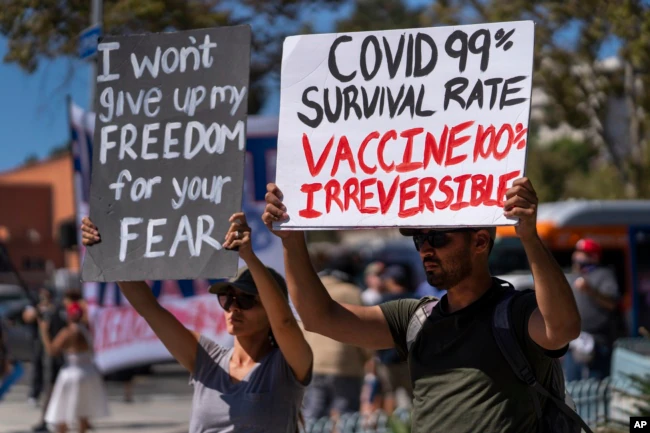 I WON'T
give up my
FREEDOM
for your
FEAR
COVID 99%
SURVIVAL RATE
VACCINE 100%
IRREVERSIBLE
AP